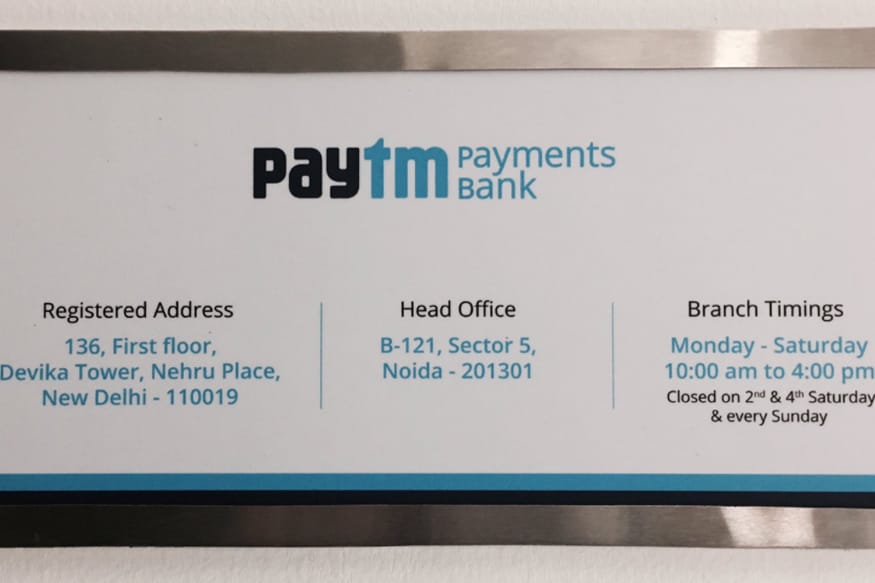 paytm Payments
Bank
Registered Address
136, First floor,
Devika Tower, Nehru Place,
New Delhi - 110019
Head Office
B-121, Sector 5,
Noida - 201301
Branch Timings
Monday - Saturday
10:00 am to 4:00 pm
Closed on 2nd & 4th Saturday
& every Sunday